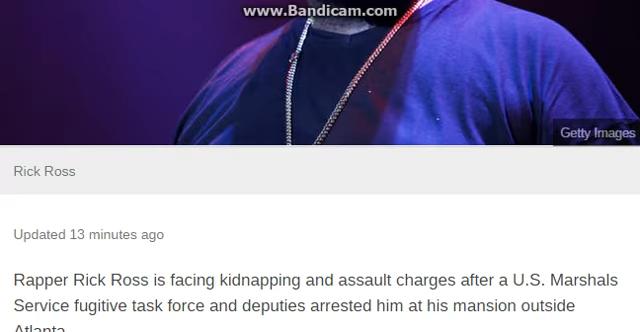 www.Bandicam.com
Getty Images
Rick Ross
Updated 13 minutes ago
Rapper Rick Ross is facing kidnapping and assault charges after a U.S. Marshals
Service fugitive task force and deputies arrested him at his mansion outside
Atlanta.